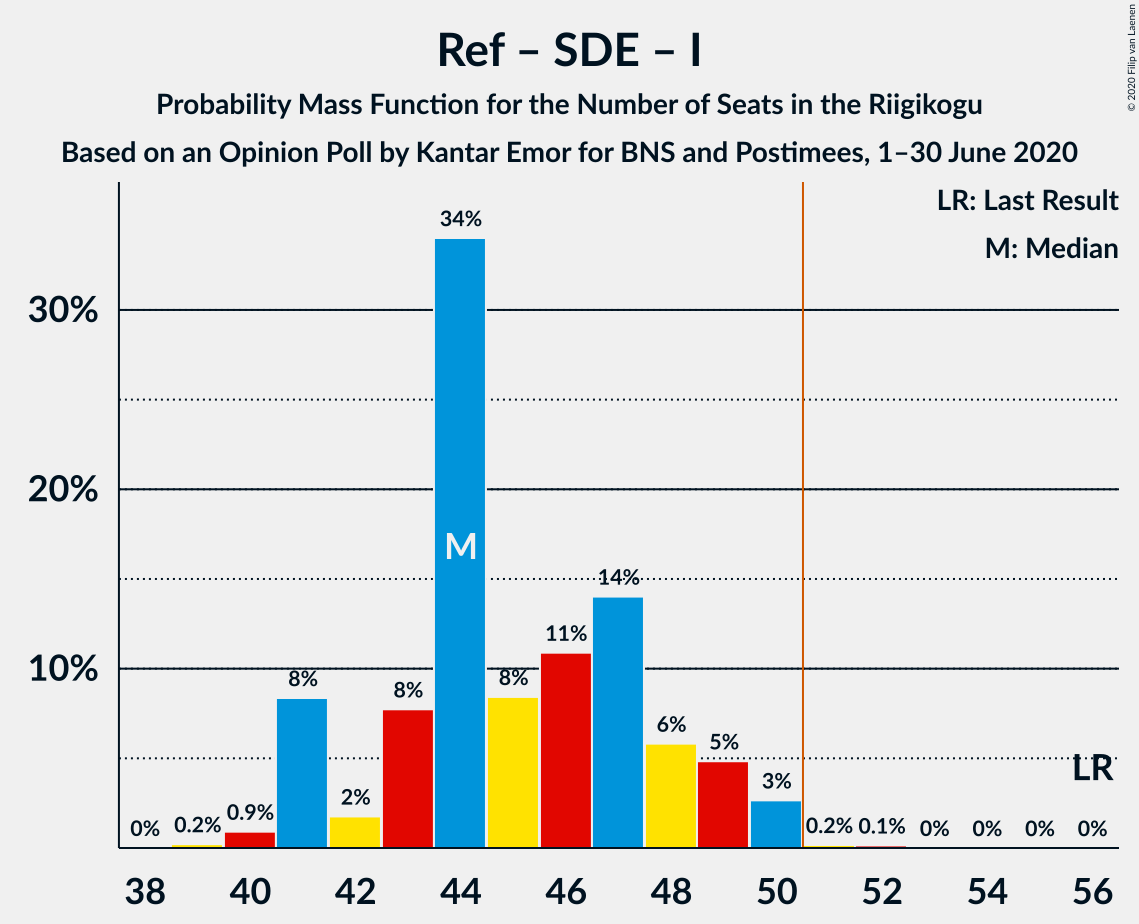 Ref – SDE – I
Probability Mass Function for the Number of Seats in the Riigikogu
Based on an Opinion Poll by Kantar Emor for BNS and Postimees, 1–30 June 2020
© 2020 Filip van Laenen
LR: Last Result
M: Median
30%
20%
10%
0%
0.2%
0.9%
8%
2%
8%
34%
M
8%
11%
14%
6%
5%
3%
0.2%
0.1%
0%
0%
0%
0%
LR
38 40 42 44 46 48 50 52 54 56